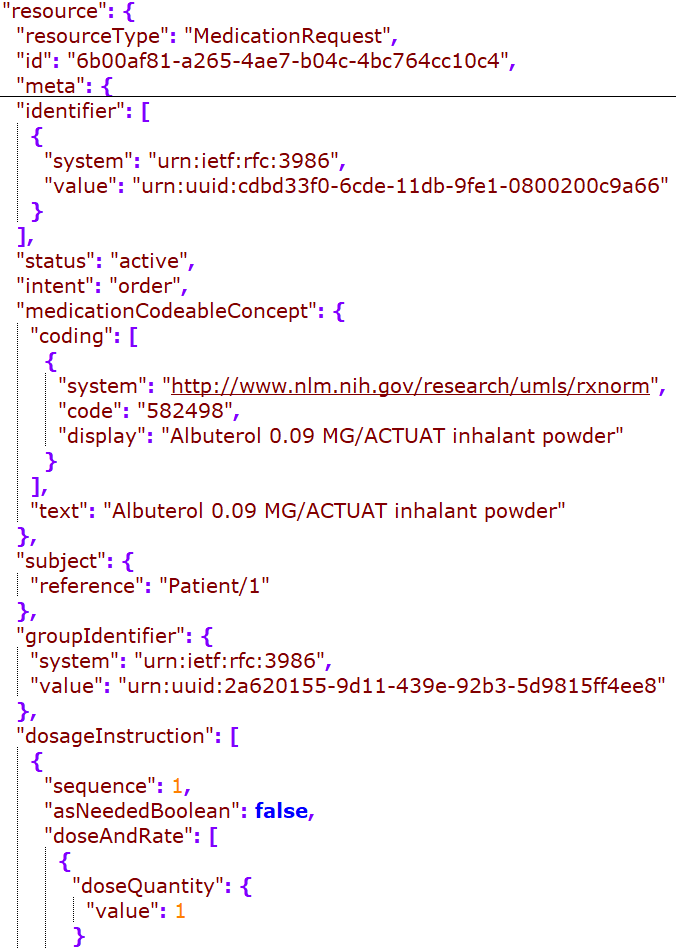 "resource": {
"resourceType": "MedicationRequest",
"id": "6b00af81-a265-4ae7-b04c-4bc764cc10c4",
"meta": {
"identifier": [
{
"system": "urn:ietf:rfc:3986",
"value": "urn:uuid:cdbd33f0-6cde-11db-9fe1-0800200c9a66"
}
],
"status": "active",
"intent": "order",
"medicationCodeableConcept": {
"coding": [
{
"system": "http://www.nlm.nih.gov/research/umls/rxnorm",
"code": "582498",
"display": "Albuterol 0.09 MG/ACTUAT inhalant powder"
}
],
"text": "Albuterol 0.09 MG/ACTUAT inhalant powder"
},
"subject": {
"reference": "Patient/1"
},
"groupIdentifier": {
"system": "urn:ietf:rfc:3986",
"value": "urn:uuid:2a620155-9d11-439e-92b3-5d9815ff4ee8"
},
"dosageInstruction": [
{
"sequence": 1,
"asNeededBoolean": false,
"doseAndRate": [
{
"doseQuantity": {
"value": 1
}